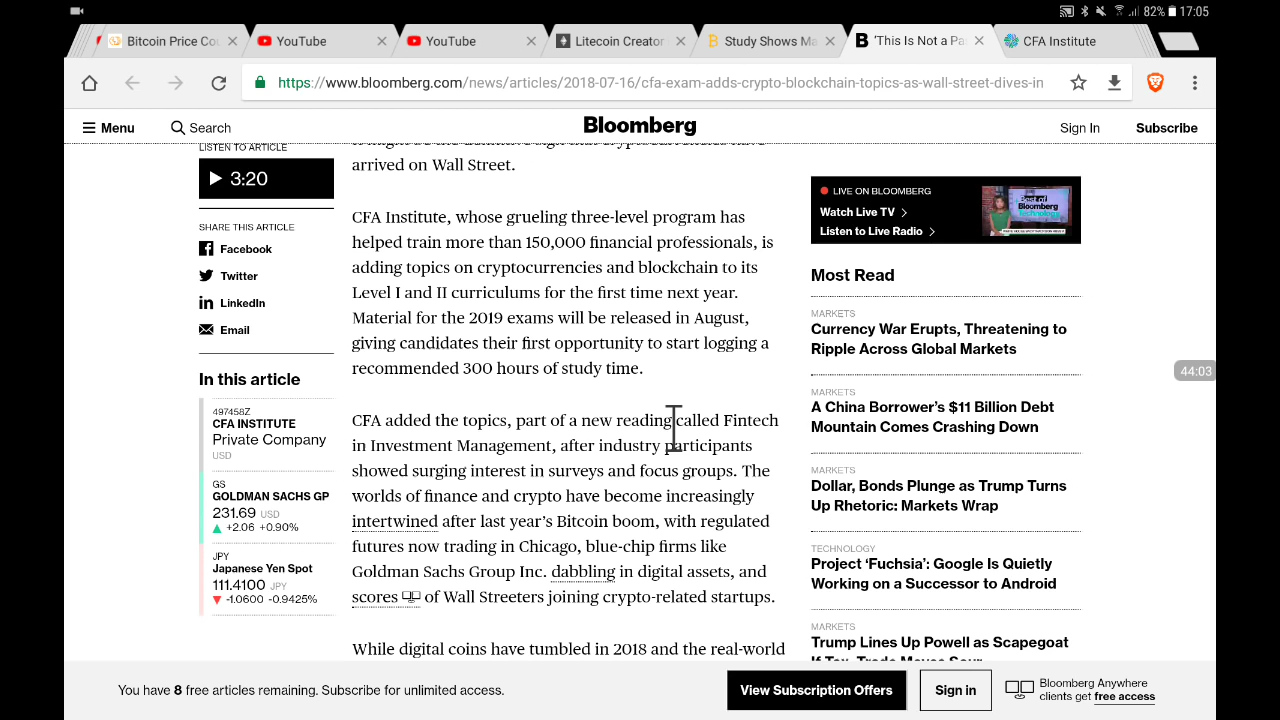 82% 17:05
Bitcoin Price Co
YouTube
YouTube
Litecoin Creator
Study Shows Ma
'This Is Not a Pa
CFA Institute
https://www.bloomberg.com/news/articles/2018-07-16/cfa-exam-adds-crypto-blockchain-topics-as-wall-street-dives-in
Menu
Search
Bloomberg
Sign In
Subscribe
LISTEN TO ARTICLE
3:20
SHARE THIS ARTICLE
Facebook
Twitter
LinkedIn
Email
In this article
497458Z
CFA INSTITUTE
Private Company
USD
GS
GOLDMAN SACHS GP
231.69 USD
+2.06 +0.90%
JPY
Japanese Yen Spot
111.4100 JPY
-1.0600 -0.9425%
arrived on Wall Street.
CFA Institute, whose grueling three-level program has
helped train more than 150,000 financial professionals, is
adding topics on cryptocurrencies and blockchain to its
Level I and II curriculums for the first time next year.
Material for the 2019 exams will be released in August,
giving candidates their first opportunity to start logging a
recommended 300 hours of study time.
CFA added the topics, part of a new reading called Fintech
in Investment Management, after industry participants
showed surging interest in surveys and focus groups. The
worlds of finance and crypto have become increasingly
intertwined after last year's Bitcoin boom, with regulated
futures now trading in Chicago, blue-chip firms like
Goldman Sachs Group Inc. dabbling in digital assets, and
scores of Wall Streeters joining crypto-related startups.
While digital coins have tumbled in 2018 and the real-world
LIVE ON BLOOMBERG
Watch Live TV
Listen to Live Radio
Best of
Bloomberg
Technology
Most Read
MARKETS
Currency War Erupts, Threatening to
Ripple Across Global Markets
MARKETS
A China Borrower's $11 Billion Debt
Mountain Comes Crashing Down
MARKETS
Dollar, Bonds Plunge as Trump Turns
Up Rhetoric: Markets Wrap
TECHNOLOGY
Project 'Fuchsia': Google Is Quietly
Working on a Successor to Android
MARKETS
Trump Lines Up Powell as Scapegoat
44:03
You have 8 free articles remaining. Subscribe for unlimited access.
View Subscription Offers
Sign in
Bloomberg Anywhere
clients get free access